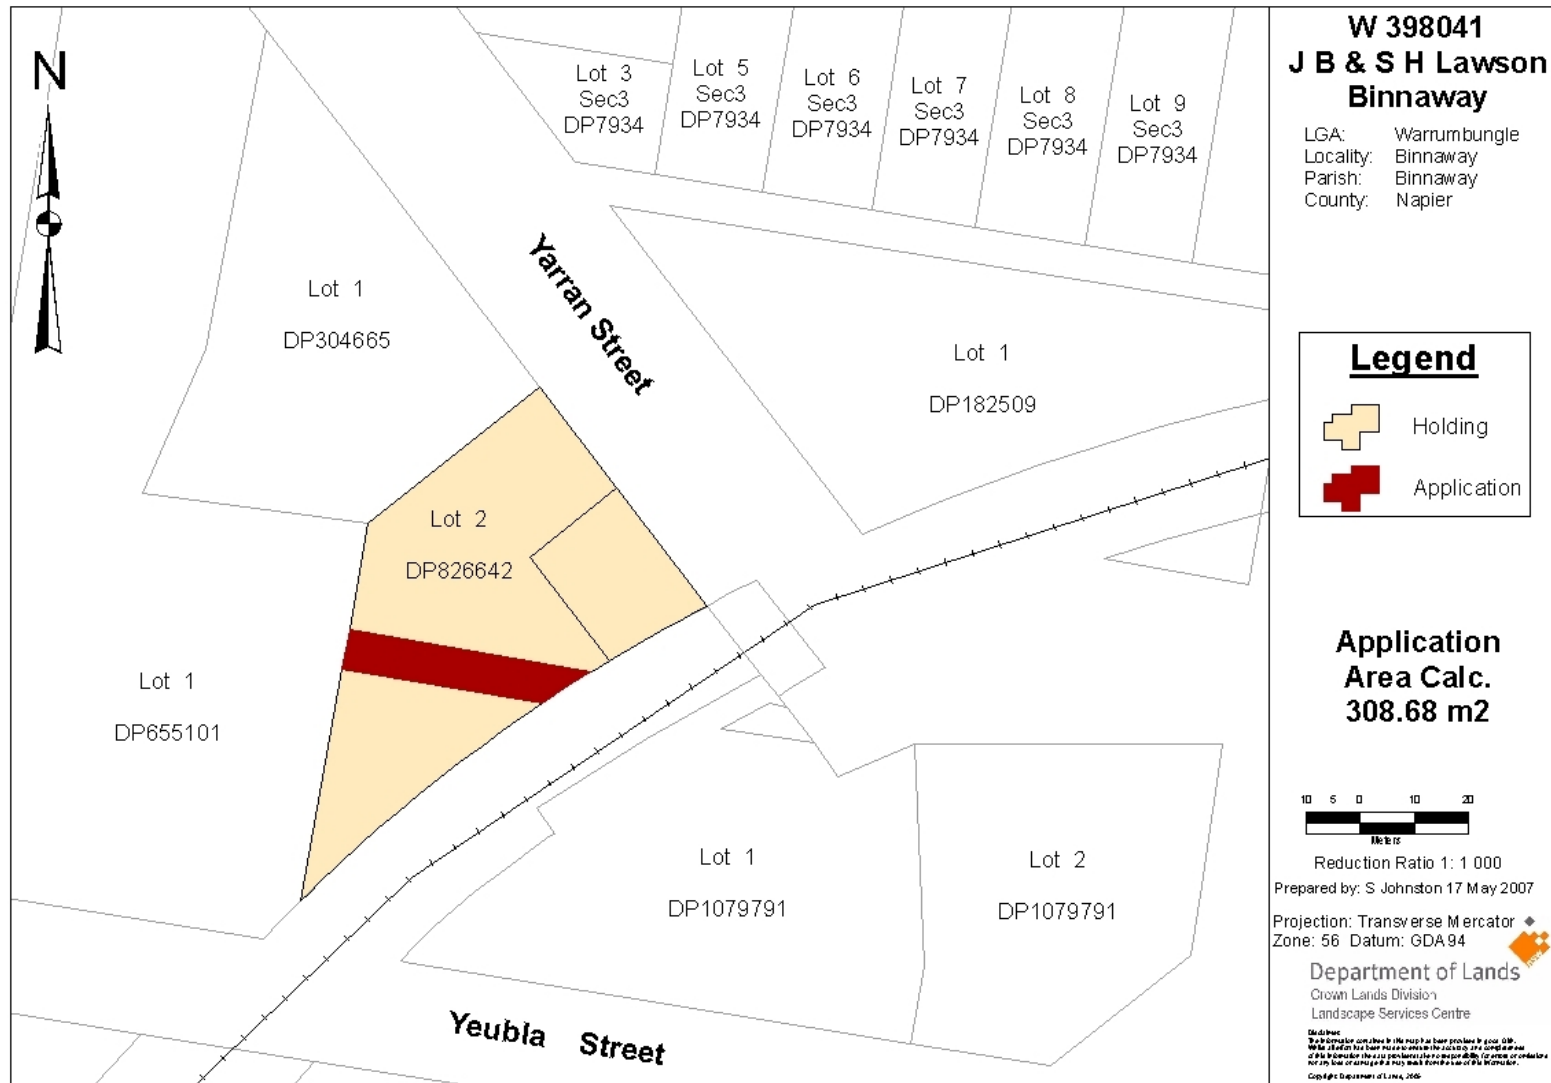 N
Lot 3
Sec3
DP7934
Lot 5
Sec3
DP7934
Lot 6
Sec3
DP7934
Lot 7
Sec3
DP7934
Lot 8
Sec3
DP7934
Lot 9
Sec3
DP7934
Yarran Street
Lot 1
DP304665
Lot 1
DP182509
Lot 2
DP826642
Lot 1
DP655101
Lot 1
DP1079791
Lot 2
DP1079791
Yeubla Street
W 398041
J B & S H Lawson
Binnaway
LGA: Warrumbungle
Locality: Binnaway
Parish: Binnaway
County: Napier
Legend
Holding
Application
Application
Area Calc.
308.68 m2
10 5 0 10 20
Meters
Reduction Ratio 1: 1 000
Prepared by: S Johnston 17 May 2007
Projection: Transverse Mercator
Zone: 56 Datum: GDA94
Department of Lands
Crown Lands Division
Landscape Services Centre